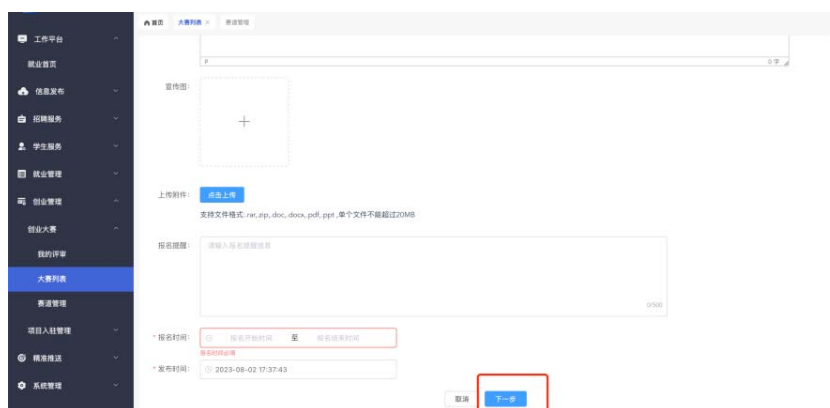 首页 大赛列表 × 赛道管理
工作平台
就业首页
信息发布
招聘服务
学生服务
就业管理
创业管理
创业大赛
我的评审
大赛列表
赛道管理
项目入驻管理
精准推送
系统管理
P 0 字
宣传图:
+
上传附件: 点击上传
支持文件格式: rar, zip, doc, docx, pdf, ppt ,单个文件不能超过20MB
报名提醒: 请输入报名提醒信息
0/500
* 报名时间: 报名开始时间 至 报名结束时间
报名时间必填
* 发布时间: 2023-08-02 17:37:43
取消 下一步